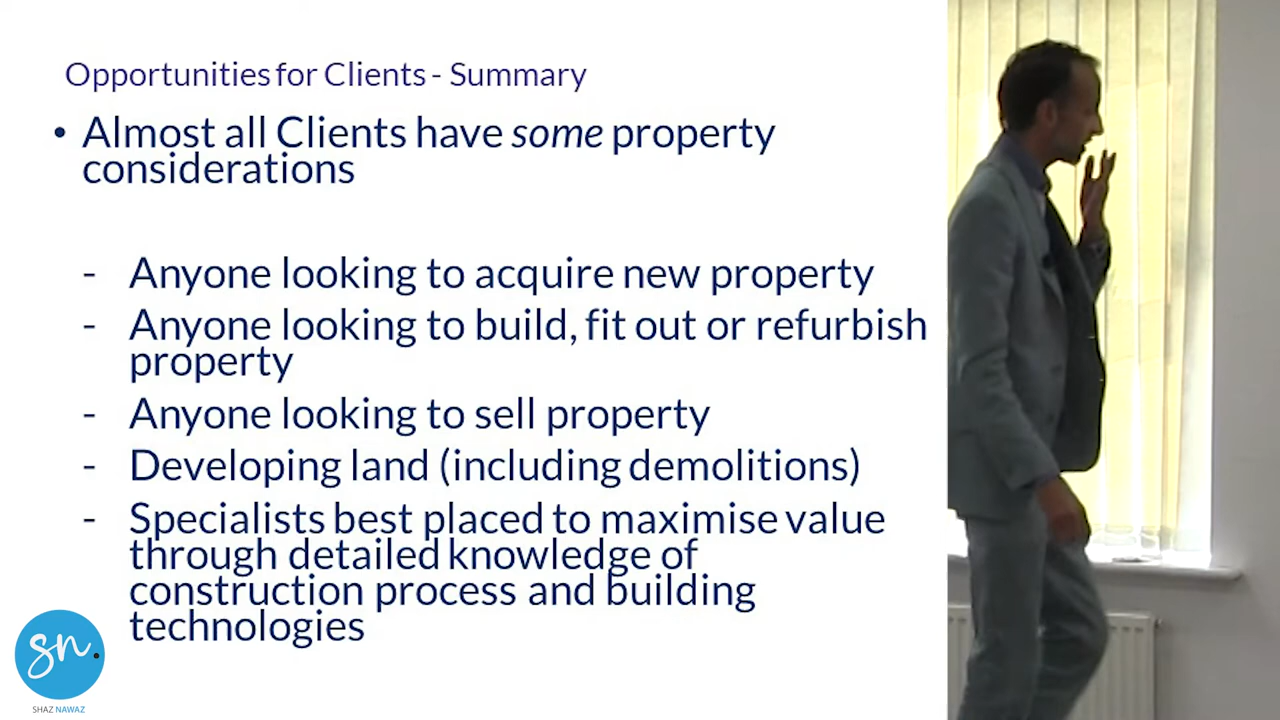 Opportunities for Clients - Summary
• Almost all Clients have some property
considerations
- Anyone looking to acquire new property
- Anyone looking to build, fit out or refurbish
property
- Anyone looking to sell property
- Developing land (including demolitions)
- Specialists best placed to maximise value
through detailed knowledge of
construction process and building
technologies
sn.
SHAZ NAWAZ